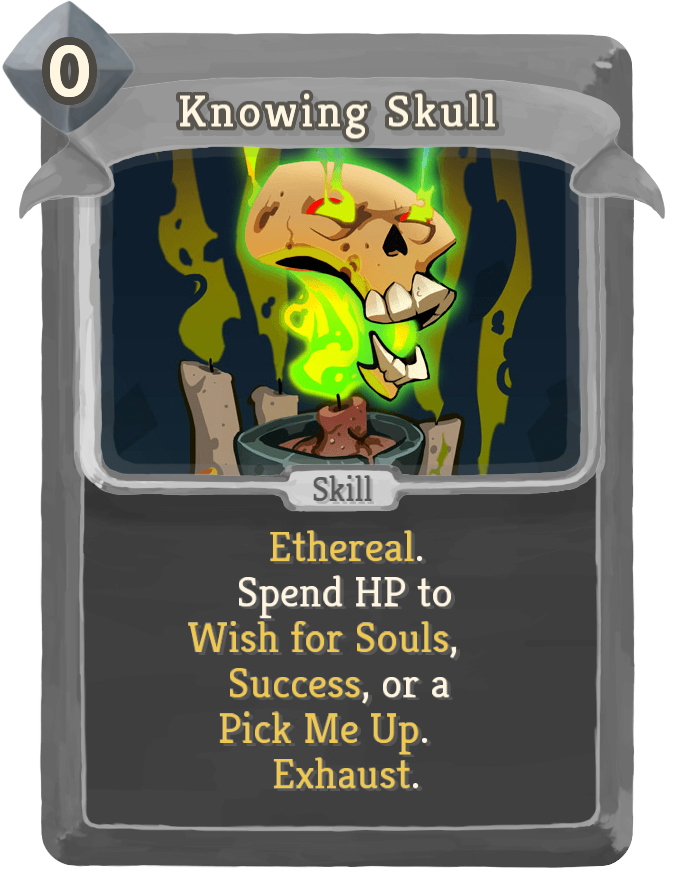 0
Knowing Skull
Skill
Ethereal.
Spend HP to
Wish for Souls,
Success, or a
Pick Me Up.
Exhaust.